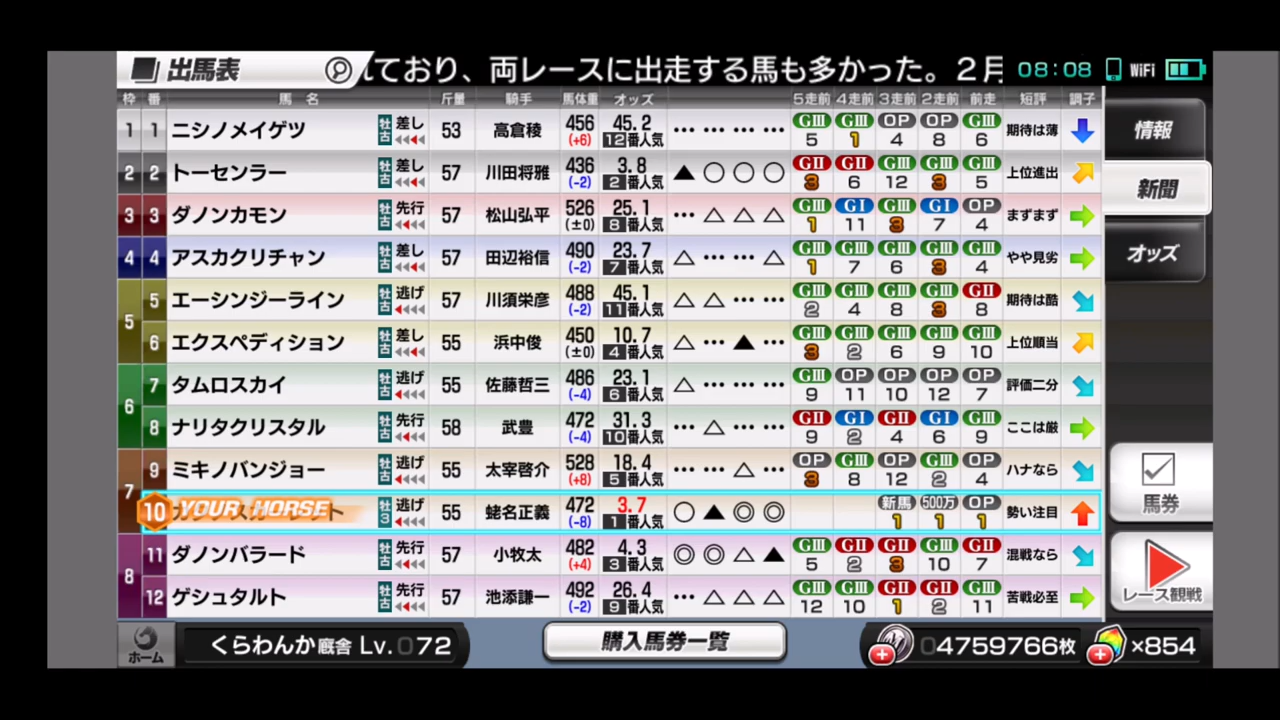 出馬表 ており、両レースに出走する馬も多かった。2月 08:08 WiFi
枠 番 馬 名 斤量 騎手 馬体重 オッズ 5走前 4走前 3走前 2走前 前走 短評 調子
1 1 ニシノメイゲツ 牡古 差し 53 高倉稜 456 (+6) 45.2 12番人気 … … … … GIII 5 GIII 1 OP 4 OP 8 GIII 6 期待は薄
2 2 トーセンラー 牡古 差し 57 川田将雅 436 (-2) 3.8 2番人気 ▲ ○ ○ ○ GII 3 GII 6 GIII 12 GIII 3 GIII 5 上位進出
3 3 ダノンカモン 牡古 先行 57 松山弘平 526 (±0) 25.1 8番人気 … △ △ △ GIII 1 GI 11 GIII 3 GI 7 OP 4 まずまず
4 4 アスカクリチャン 牡古 差し 57 田辺裕信 490 (-2) 23.7 7番人気 △ … … △ GIII 1 GIII 7 GIII 6 GIII 3 GIII 4 やや見劣
5 5 エーシンジーライン 牡古 逃げ 57 川須栄彦 488 (-2) 45.1 11番人気 △ △ … … GIII 2 GIII 4 GIII 8 GIII 3 GII 8 期待は酷
6 エクスペディション 牡古 差し 55 浜中俊 450 (±0) 10.7 4番人気 △ … ▲ … GIII 3 GIII 2 GIII 6 GIII 9 GIII 10 上位順当
6 7 タムロスカイ 牡古 逃げ 55 佐藤哲三 486 (-4) 23.1 6番人気 △ … … … GIII 9 OP 11 OP 10 OP 12 OP 7 評価二分
8 ナリタクリスタル 牡古 先行 58 武豊 472 (-4) 31.3 10番人気 … △ … … GII 9 GI 2 GII 4 GI 6 GIII 9 ここは厳
7 9 ミキノバンジョー 牡古 逃げ 55 太宰啓介 528 (+8) 18.4 5番人気 … … △ … OP 3 GIII 8 OP 12 GIII 2 OP 4 ハナなら
10 YOUR HORSE 牡3 逃げ 55 蛯名正義 472 (-8) 3.7 1番人気 ○ ▲ ◎ ◎ 新馬 1 500万 1 OP 1 勢い注目
8 11 ダノンバラード 牡古 先行 57 小牧太 482 (+4) 4.3 3番人気 ◎ ◎ △ ▲ GIII 5 GII 2 GII 3 GIII 10 GII 7 混戦なら
12 ゲシュタルト 牡古 先行 57 池添謙一 492 (-2) 26.4 9番人気 … △ △ △ GIII 12 GIII 10 GII 1 GII 2 GIII 11 苦戦必至
情報
新聞
オッズ
馬券
レース観戦
ホーム くらわんか厩舎 Lv.072 購入馬券一覧 04759766枚 ×854